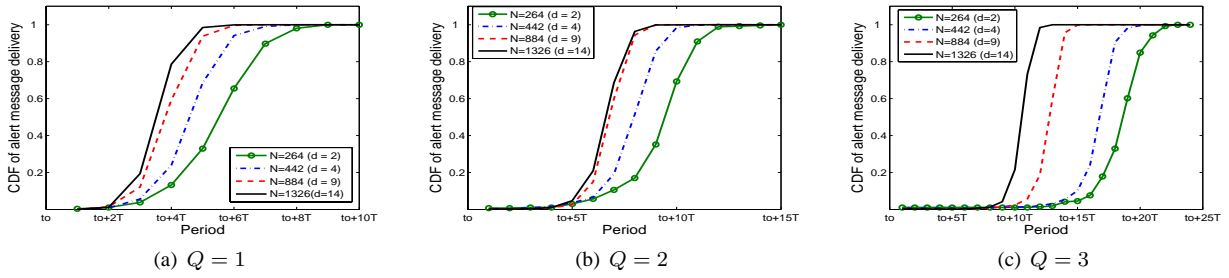 1
0.8
0.6
0.4
0.2
CDF of alert message delivery
N=264 (d = 2)
N=442 (d = 4)
N=884 (d = 9)
N=1326(d=14)
to
to+2T
to+4T
to+6T
to+8T
to+10T
Period
(a) Q = 1
1
0.8
0.6
0.4
0.2
CDF of alert message delivery
N=264 (d = 2)
N=442 (d = 4)
N=884 (d = 9)
N=1326 (d =14)
to
to+5T
to+10T
to+15T
Period
(b) Q = 2
1
0.8
0.6
0.4
0.2
CDF of alert message delivery
N=264 (d=2)
N=442 (d=4)
N=884 (d=9)
N=1326 (d=14)
to
to+5T
to+10T
to+15T
to+20T
to+25T
Period
(c) Q = 3